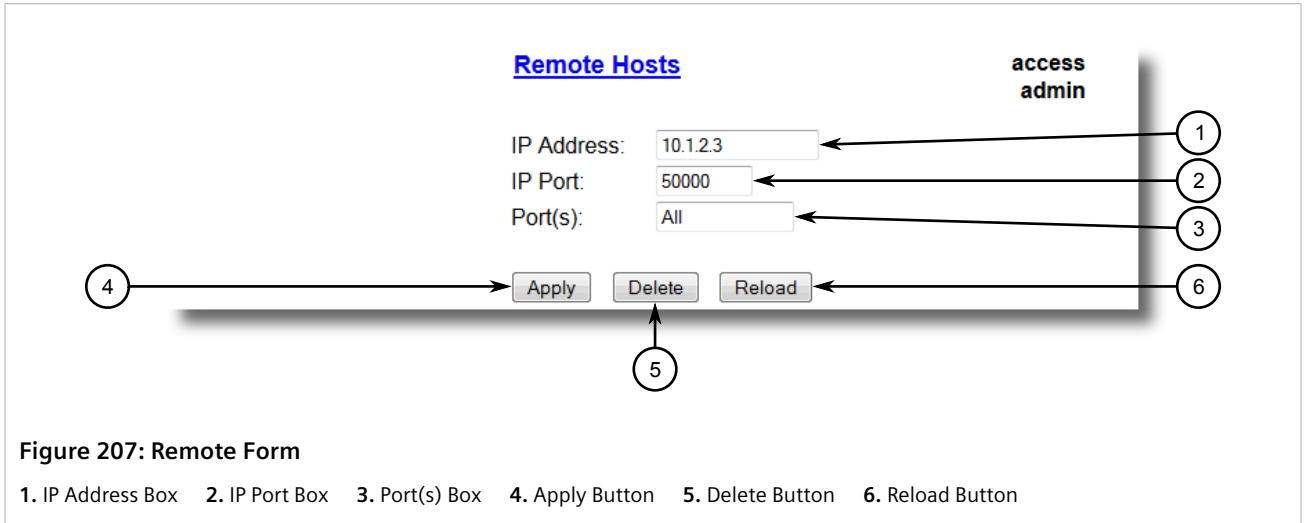 Remote Hosts
access
admin
IP Address: 10.1.2.3
1
IP Port: 50000
2
Port(s): All
3
4
Apply Delete Reload
6
5
Figure 207: Remote Form
1. IP Address Box 2. IP Port Box 3. Port(s) Box 4. Apply Button 5. Delete Button 6. Reload Button